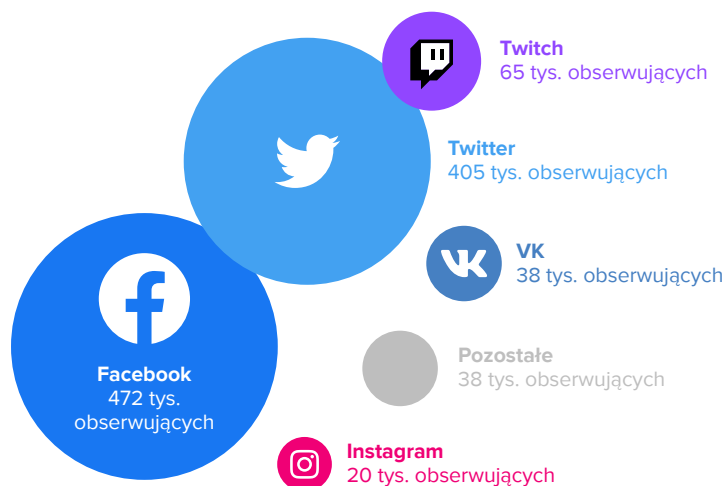 Twitch
65 tys. obserwujących
Twitter
405 tys. obserwujących
VK
38 tys. obserwujących
Pozostałe
38 tys. obserwujących
Facebook
472 tys.
obserwujących
Instagram
20 tys. obserwujących